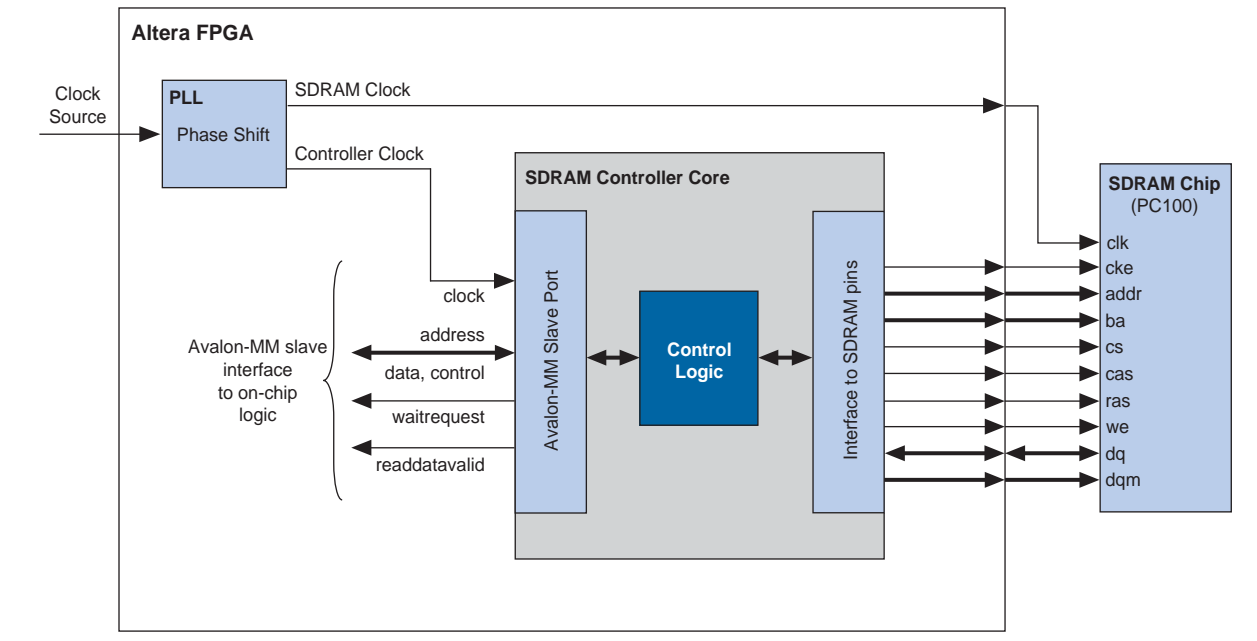 Altera FPGA
Clock
Source
PLL
Phase Shift
SDRAM Clock
Controller Clock
SDRAM Controller Core
SDRAM Chip
(PC100)
clk
cke
addr
ba
cs
cas
ras
we
dq
dqm
Avalon-MM slave
interface
to on-chip
logic
clock
address
data, control
waitrequest
readdatavalid
Avalon-MM Slave Port
Control
Logic
Interface to SDRAM pins